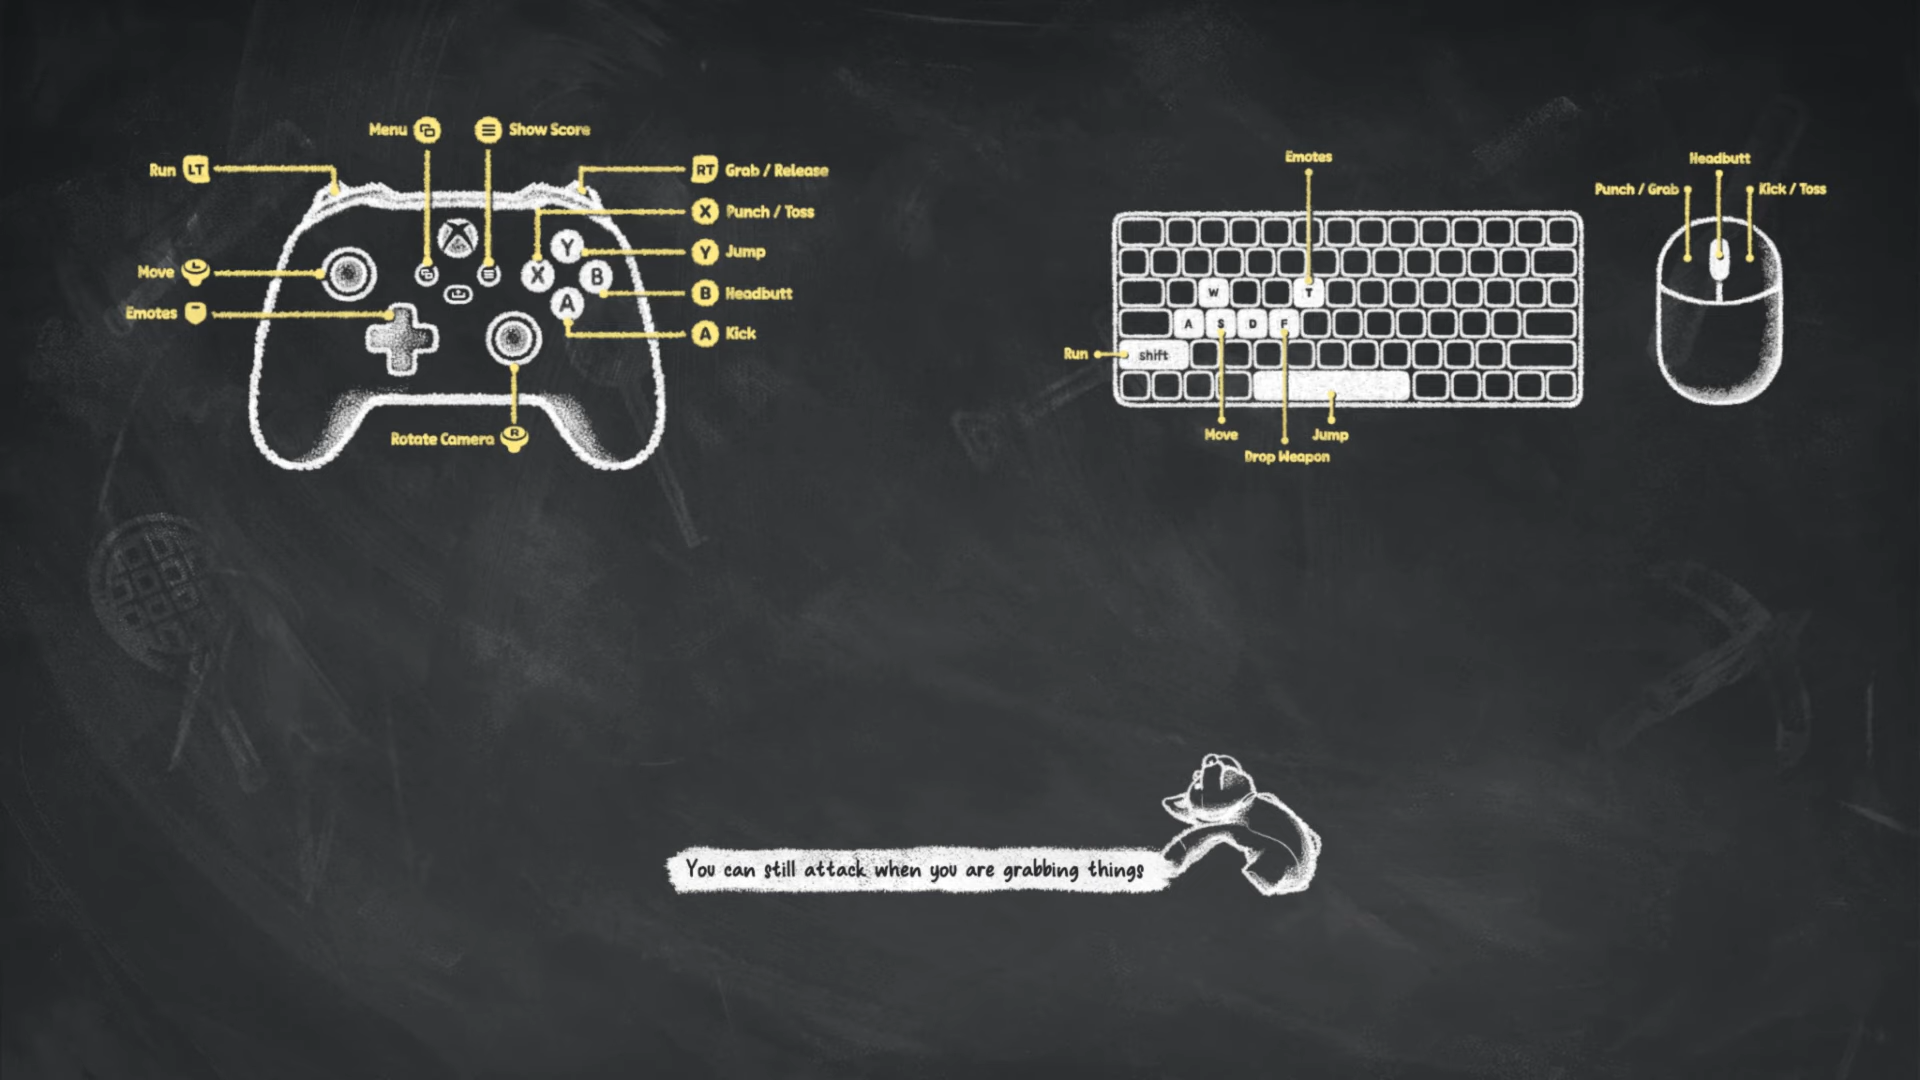 Menu
Show Score
Run LT
RT Grab / Release
X Punch / Toss
Y Jump
Move L
B Headbutt
Emotes
A Kick
Y
X
B
A
Rotate Camera R
Emotes
W
T
A
S
D
F
Run
shift
Move
Jump
Drop Weapon
Headbutt
Punch / Grab
Kick / Toss
You can still attack when you are grabbing things